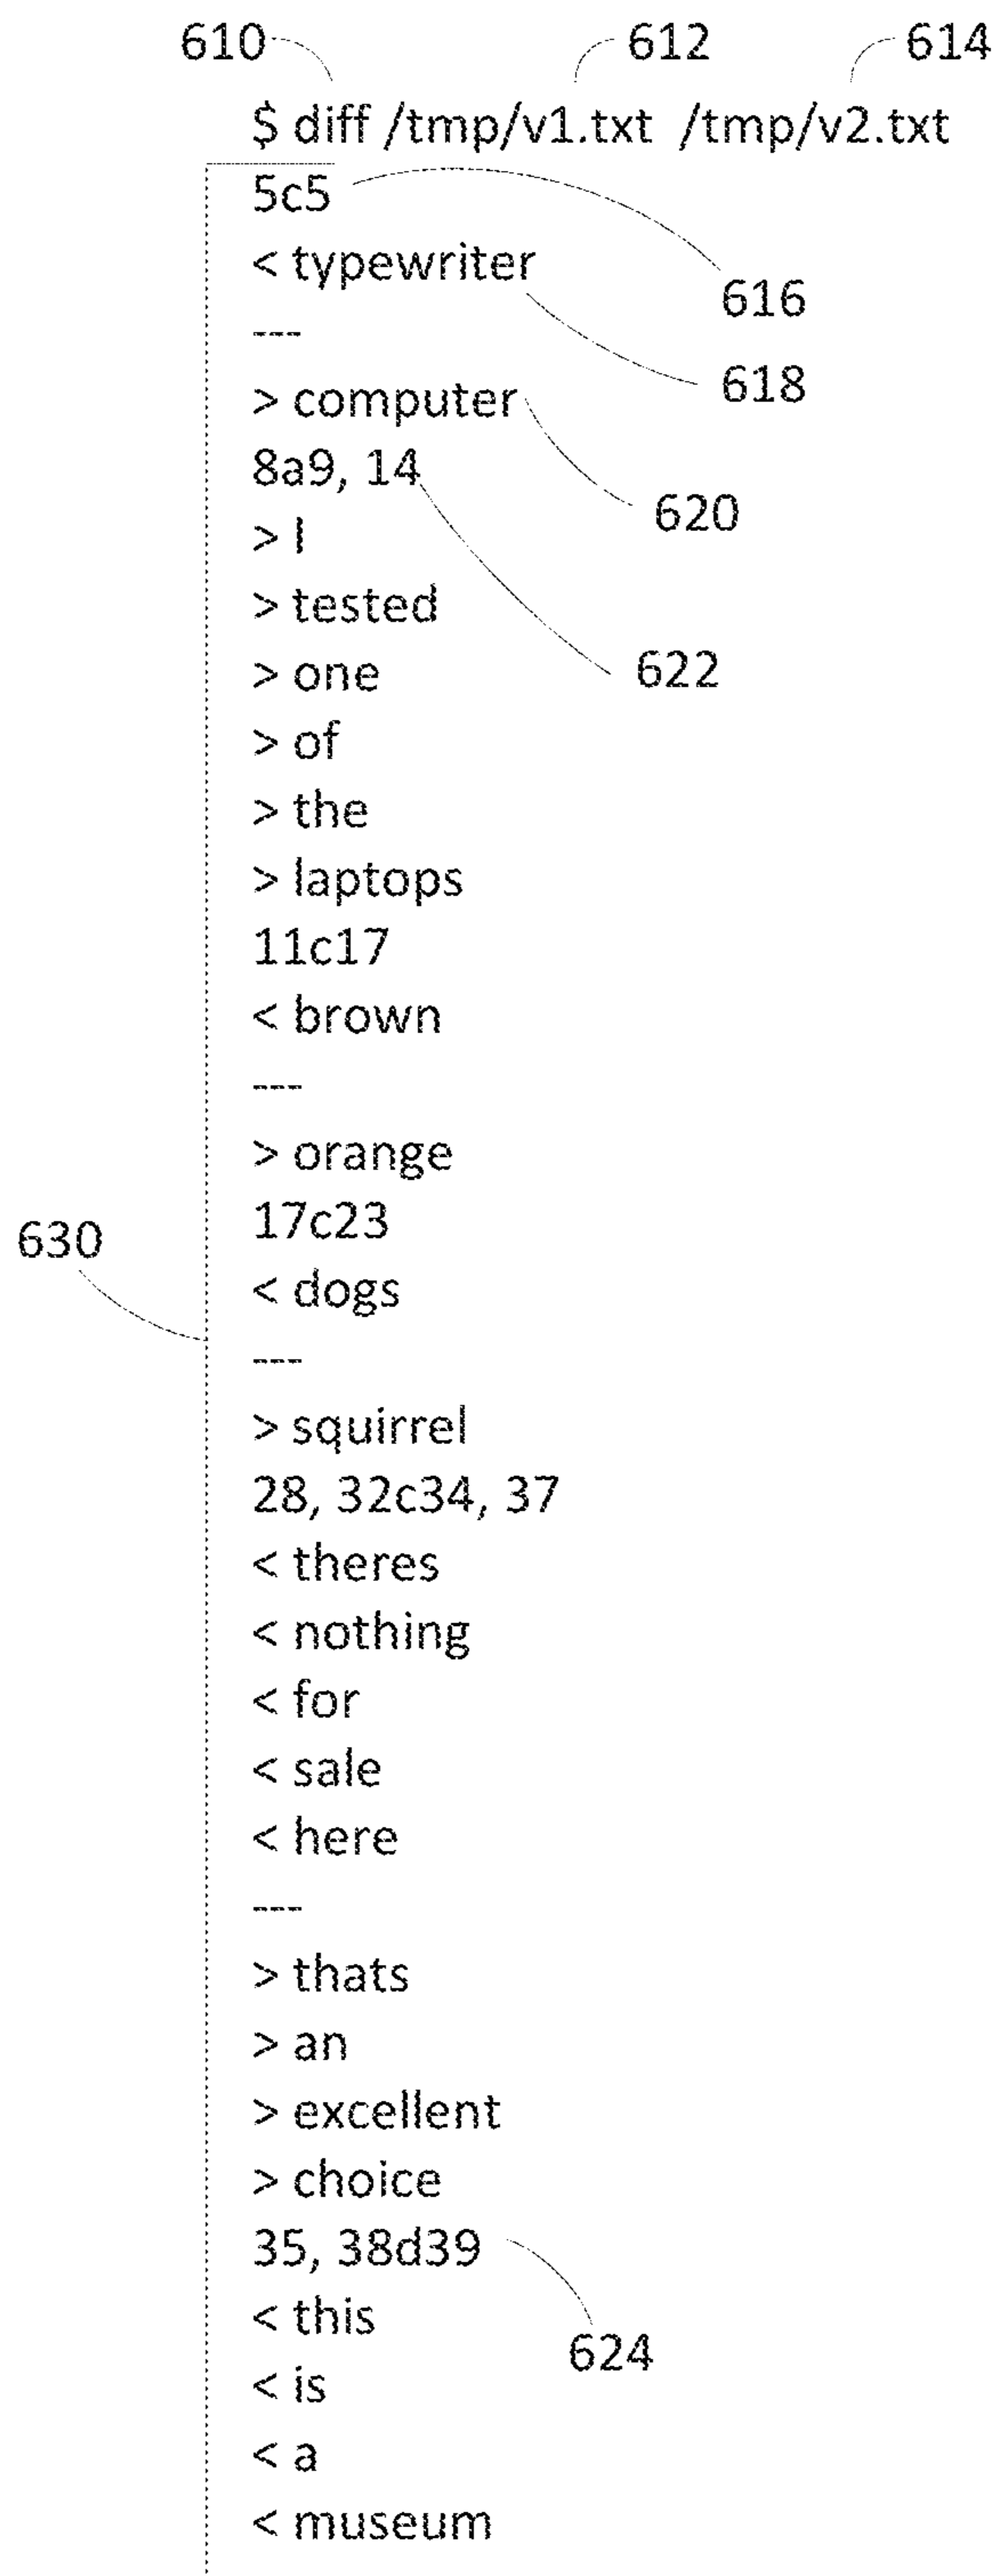 610 612 614
$ diff /tmp/v1.txt /tmp/v2.txt
5c5
< typewriter
616
---
618
> computer
8a9, 14
620
> I
> tested
> one
622
> of
> the
> laptops
11c17
< brown
---
> orange
17c23
630
< dogs
---
> squirrel
28, 32c34, 37
< theres
< nothing
< for
< sale
< here
---
> thats
> an
> excellent
> choice
35, 38d39
< this
624
< is
< a
< museum